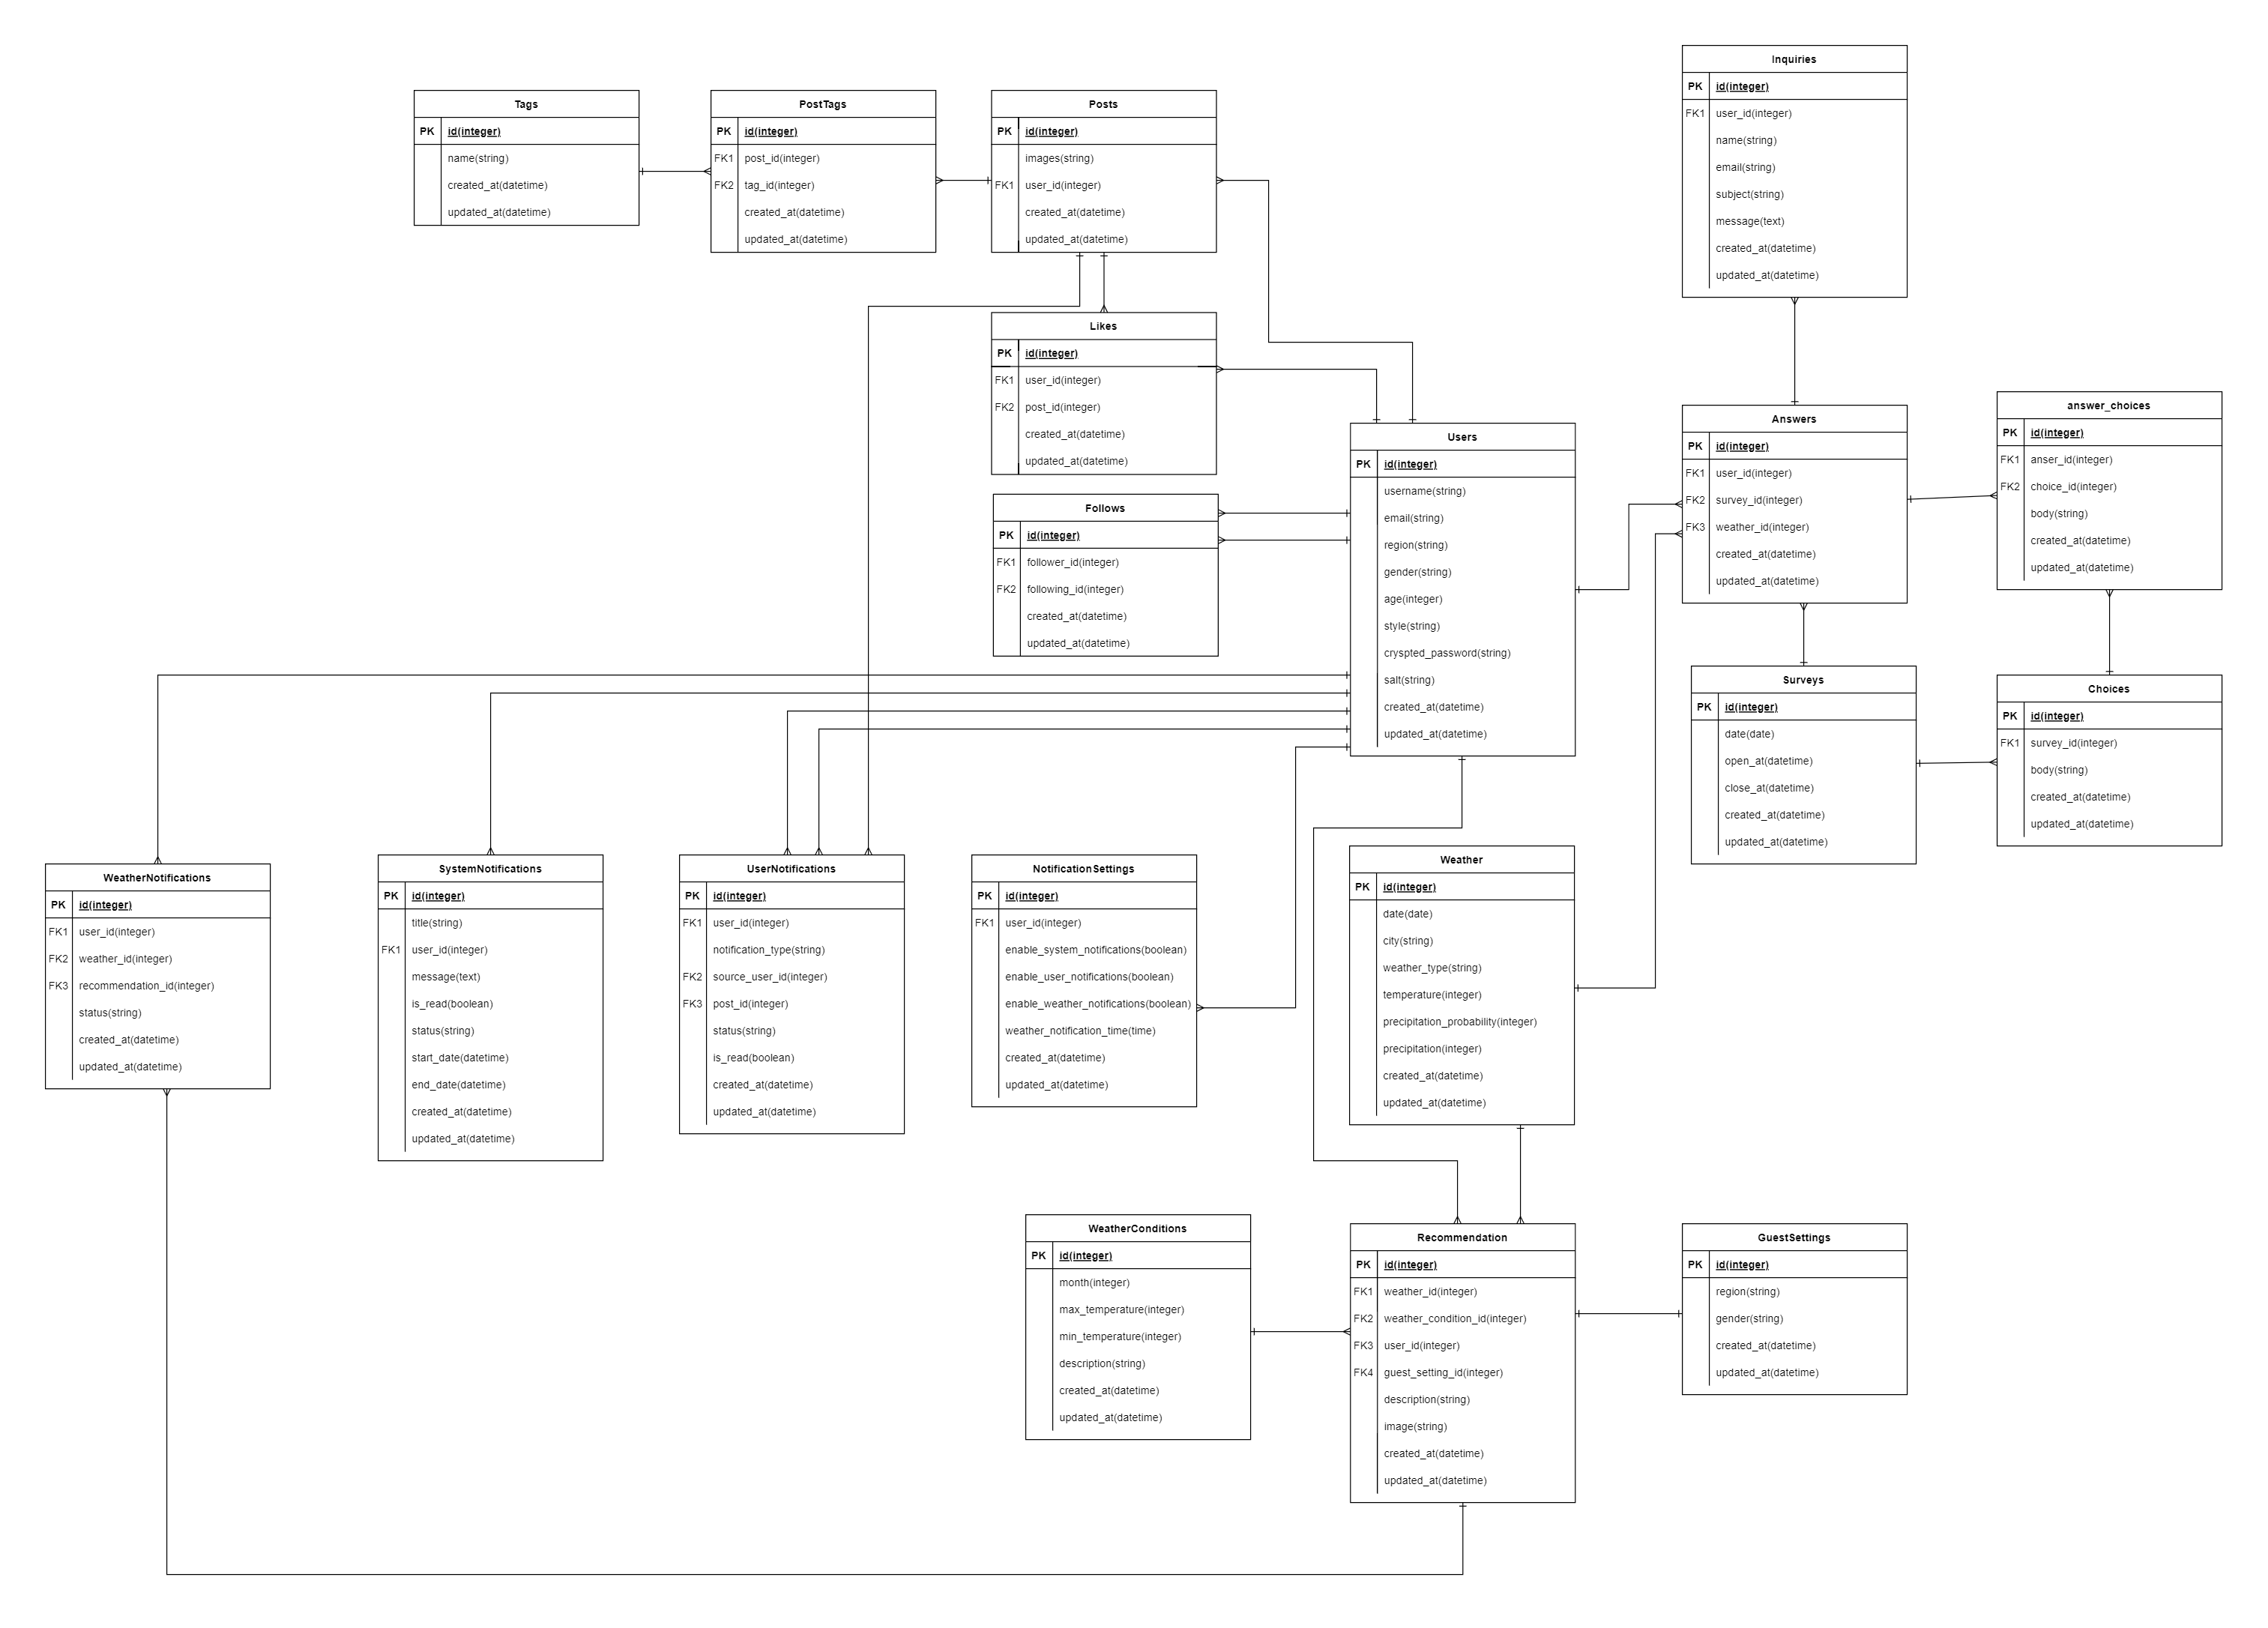 Inquiries
PK id(integer)
FK1 user_id(integer)
name(string)
email(string)
subject(string)
message(text)
created_at(datetime)
updated_at(datetime)
Tags
PK id(integer)
name(string)
created_at(datetime)
updated_at(datetime)
PostTags
PK id(integer)
FK1 post_id(integer)
FK2 tag_id(integer)
created_at(datetime)
updated_at(datetime)
Posts
PK id(integer)
images(string)
FK1 user_id(integer)
created_at(datetime)
updated_at(datetime)
Likes
PK id(integer)
FK1 user_id(integer)
FK2 post_id(integer)
created_at(datetime)
updated_at(datetime)
Follows
PK id(integer)
FK1 follower_id(integer)
FK2 following_id(integer)
created_at(datetime)
updated_at(datetime)
Users
PK id(integer)
username(string)
email(string)
region(string)
gender(string)
age(integer)
style(string)
cryspted_password(string)
salt(string)
created_at(datetime)
updated_at(datetime)
Answers
PK id(integer)
FK1 user_id(integer)
FK2 survey_id(integer)
FK3 weather_id(integer)
created_at(datetime)
updated_at(datetime)
answer_choices
PK id(integer)
FK1 anser_id(integer)
FK2 choice_id(integer)
body(string)
created_at(datetime)
updated_at(datetime)
Surveys
PK id(integer)
date(date)
open_at(datetime)
close_at(datetime)
created_at(datetime)
updated_at(datetime)
Choices
PK id(integer)
FK1 survey_id(integer)
body(string)
created_at(datetime)
updated_at(datetime)
WeatherNotifications
PK id(integer)
FK1 user_id(integer)
FK2 weather_id(integer)
FK3 recommendation_id(integer)
status(string)
created_at(datetime)
updated_at(datetime)
SystemNotifications
PK id(integer)
title(string)
FK1 user_id(integer)
message(text)
is_read(boolean)
status(string)
start_date(datetime)
end_date(datetime)
created_at(datetime)
updated_at(datetime)
UserNotifications
PK id(integer)
FK1 user_id(integer)
notification_type(string)
FK2 source_user_id(integer)
FK3 post_id(integer)
status(string)
is_read(boolean)
created_at(datetime)
updated_at(datetime)
NotificationSettings
PK id(integer)
FK1 user_id(integer)
enable_system_notifications(boolean)
enable_user_notifications(boolean)
enable_weather_notifications(boolean)
weather_notification_time(time)
created_at(datetime)
updated_at(datetime)
Weather
PK id(integer)
date(date)
city(string)
weather_type(string)
temperature(integer)
precipitation_probability(integer)
precipitation(integer)
created_at(datetime)
updated_at(datetime)
WeatherConditions
PK id(integer)
month(integer)
max_temperature(integer)
min_temperature(integer)
description(string)
created_at(datetime)
updated_at(datetime)
Recommendation
PK id(integer)
FK1 weather_id(integer)
FK2 weather_condition_id(integer)
FK3 user_id(integer)
FK4 guest_setting_id(integer)
description(string)
image(string)
created_at(datetime)
updated_at(datetime)
GuestSettings
PK id(integer)
region(string)
gender(string)
created_at(datetime)
updated_at(datetime)